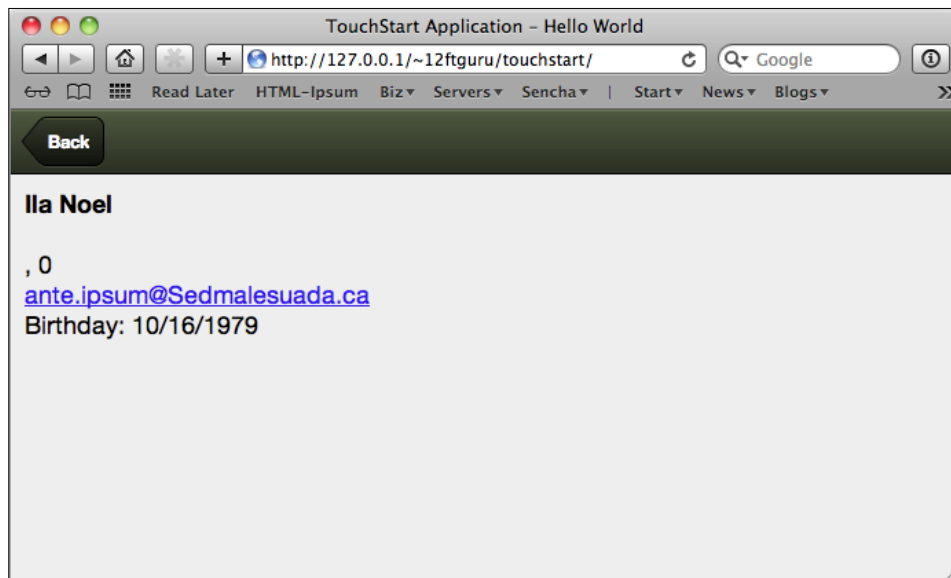 TouchStart Application – Hello World
http://127.0.0.1/~12ftguru/touchstart/
Google
Read Later HTML-Ipsum Biz▾ Servers▾ Sencha▾ | Start▾ News▾ Blogs▾ »
Back
Ila Noel
, 0
ante.ipsum@Sedmalesuada.ca
Birthday: 10/16/1979